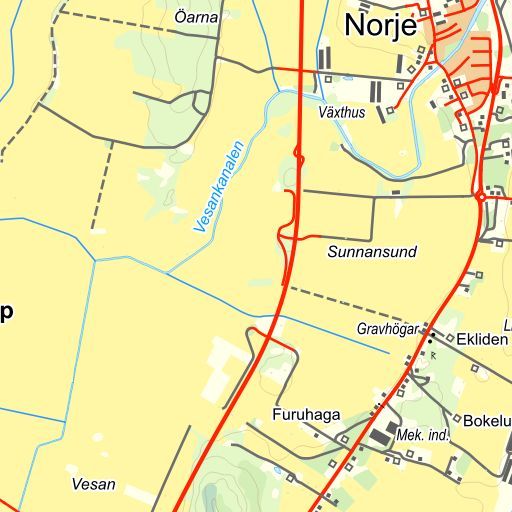 Öarna
Norje
Växthus
Vesankanalen
Sunnansund
p
Gravhögar
L
Ekliden
Furuhaga
Bokelu
Mek. ind.
Vesan